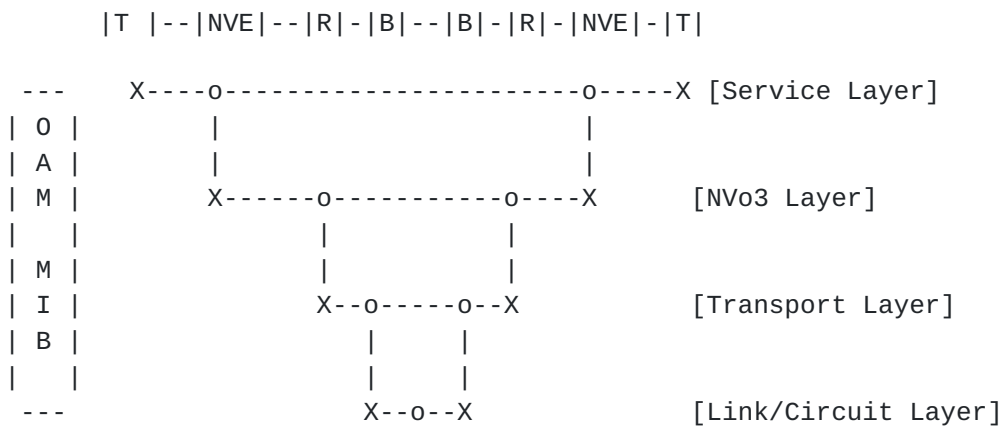 |T |--|NVE|--|R|-|B|--|B|-|R|-|NVE|-|T|
--- X----o-----------------------o-----X [Service Layer]
| O | | |
| A | | |
| M | X------o-----------o----X [NVo3 Layer]
| | | |
| M | | |
| I | X--o-----o--X [Transport Layer]
| B | | |
| | | |
--- X--o--X [Link/Circuit Layer]